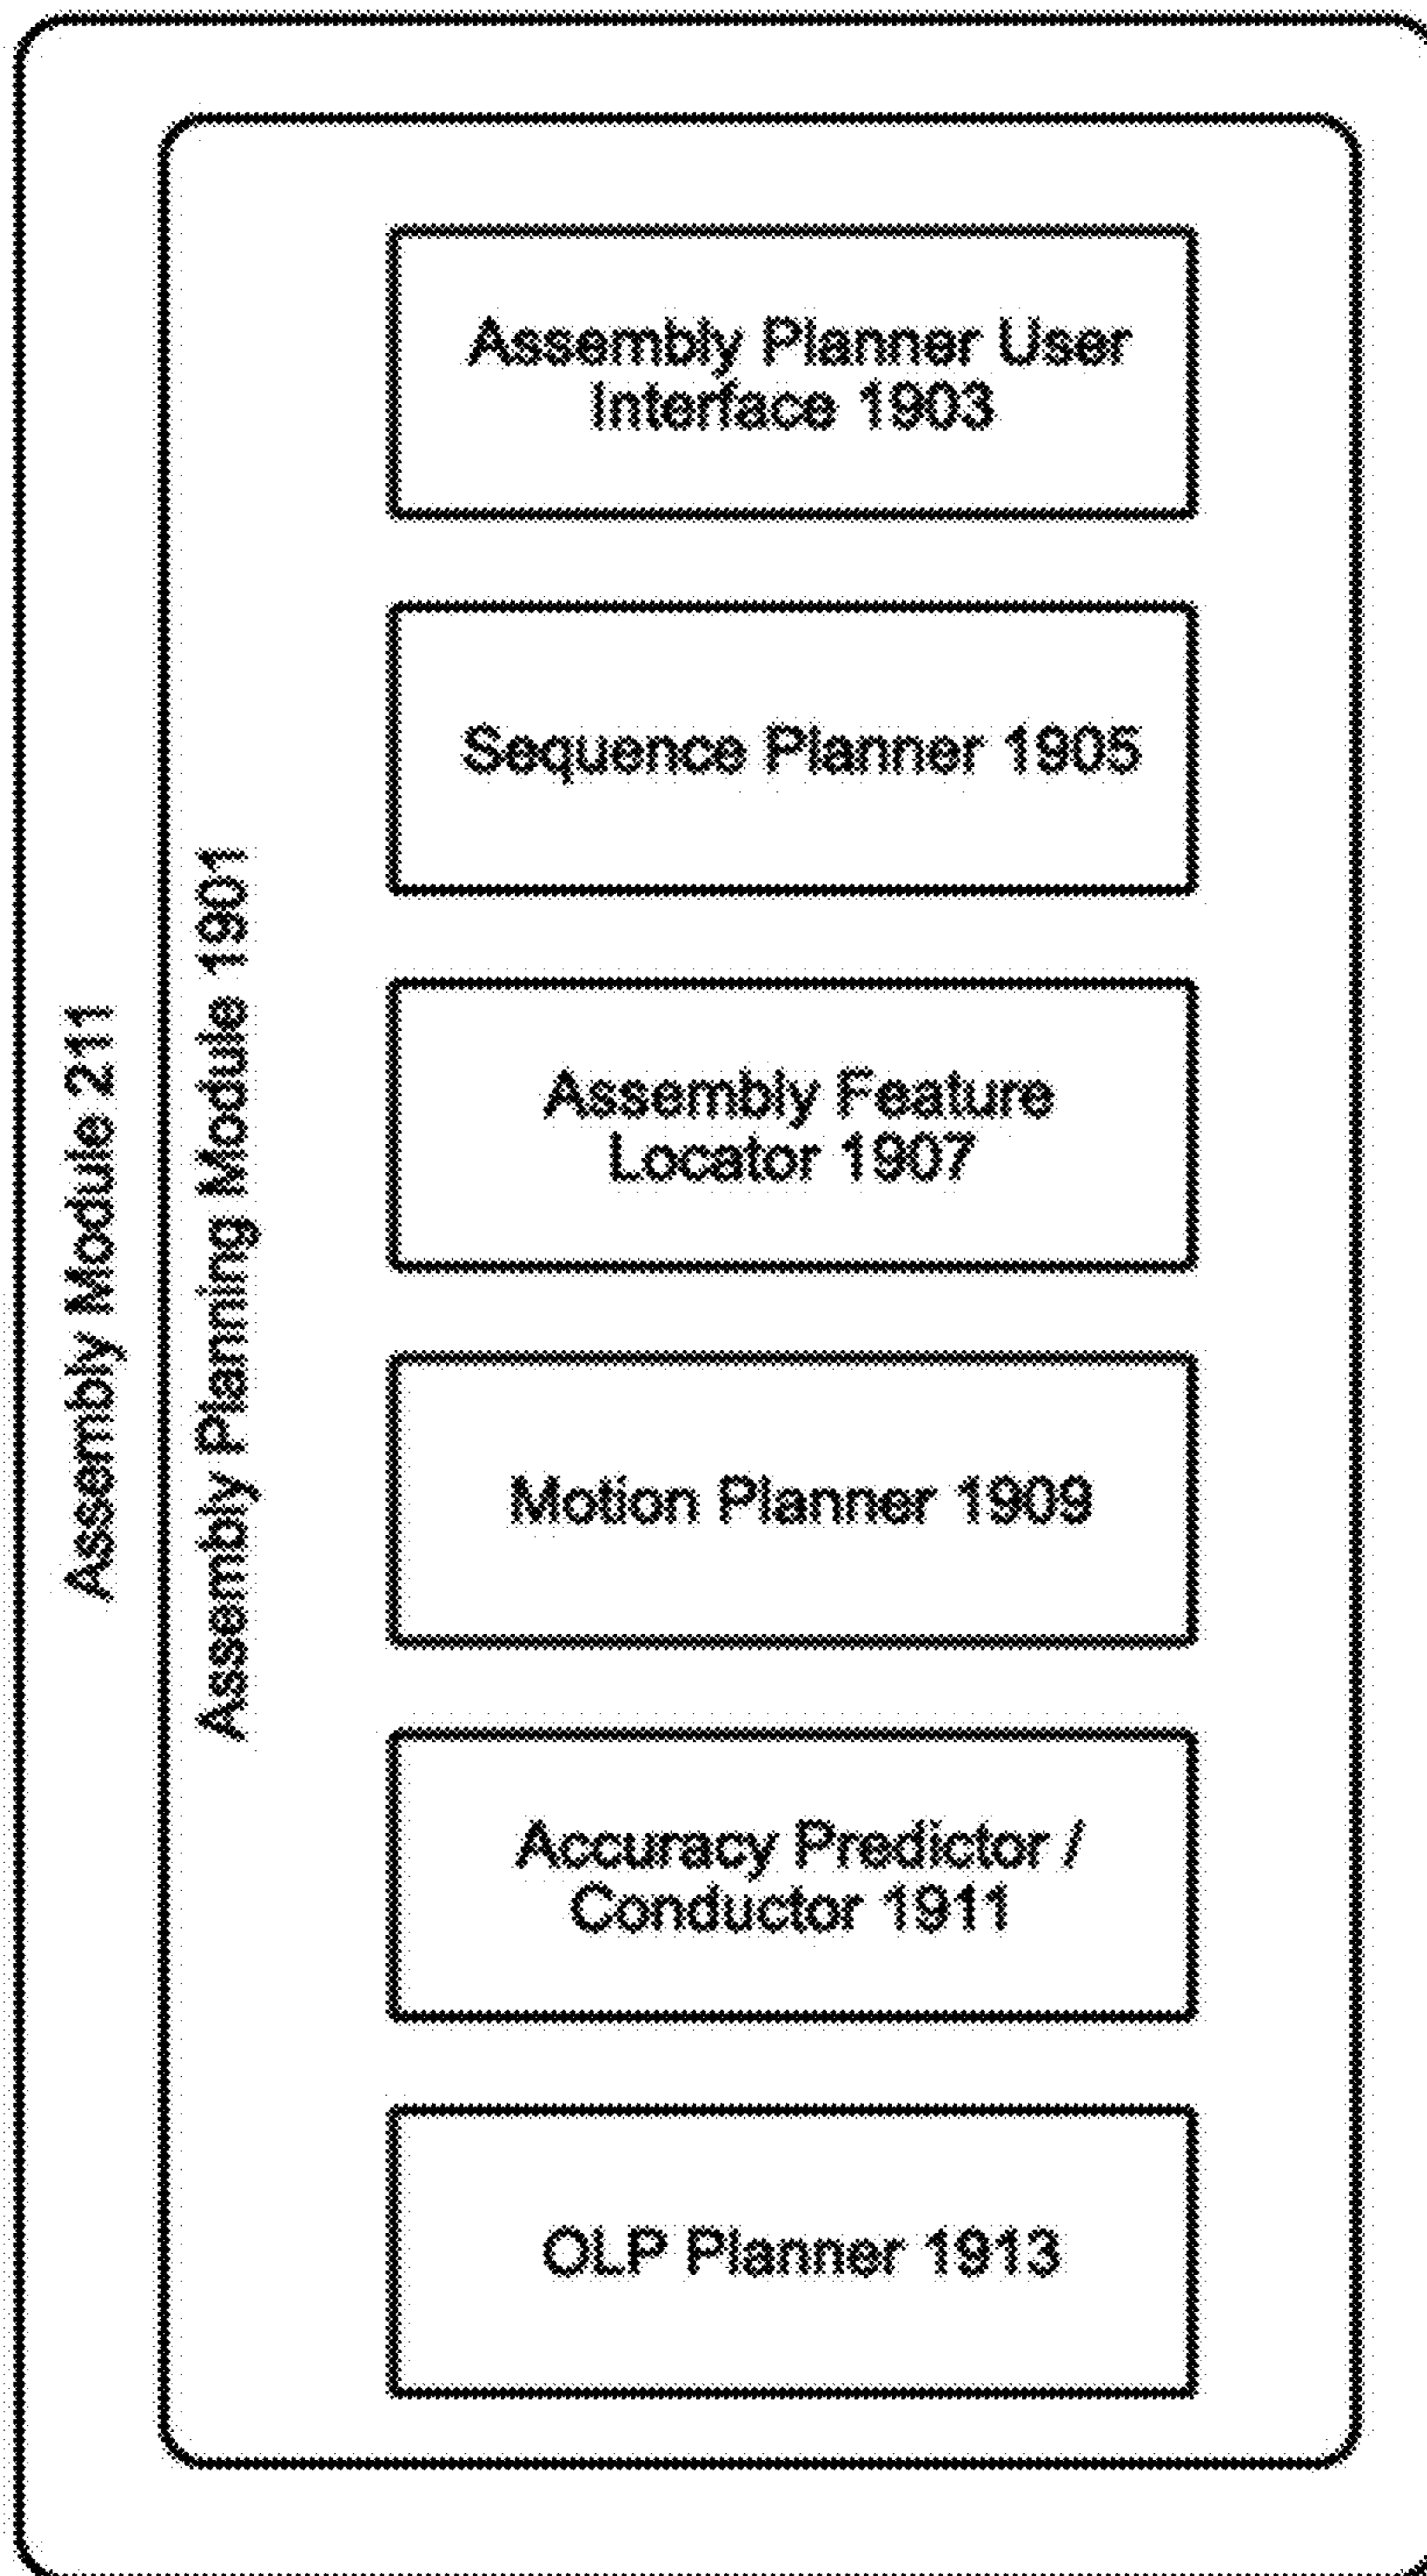 Assembly Module 211
Assembly Planning Module 1901
Assembly Planner User
Interface 1903
Sequence Planner 1905
Assembly Feature
Locator 1907
Motion Planner 1909
Accuracy Predictor /
Conductor 1911
OLP Planner 1913